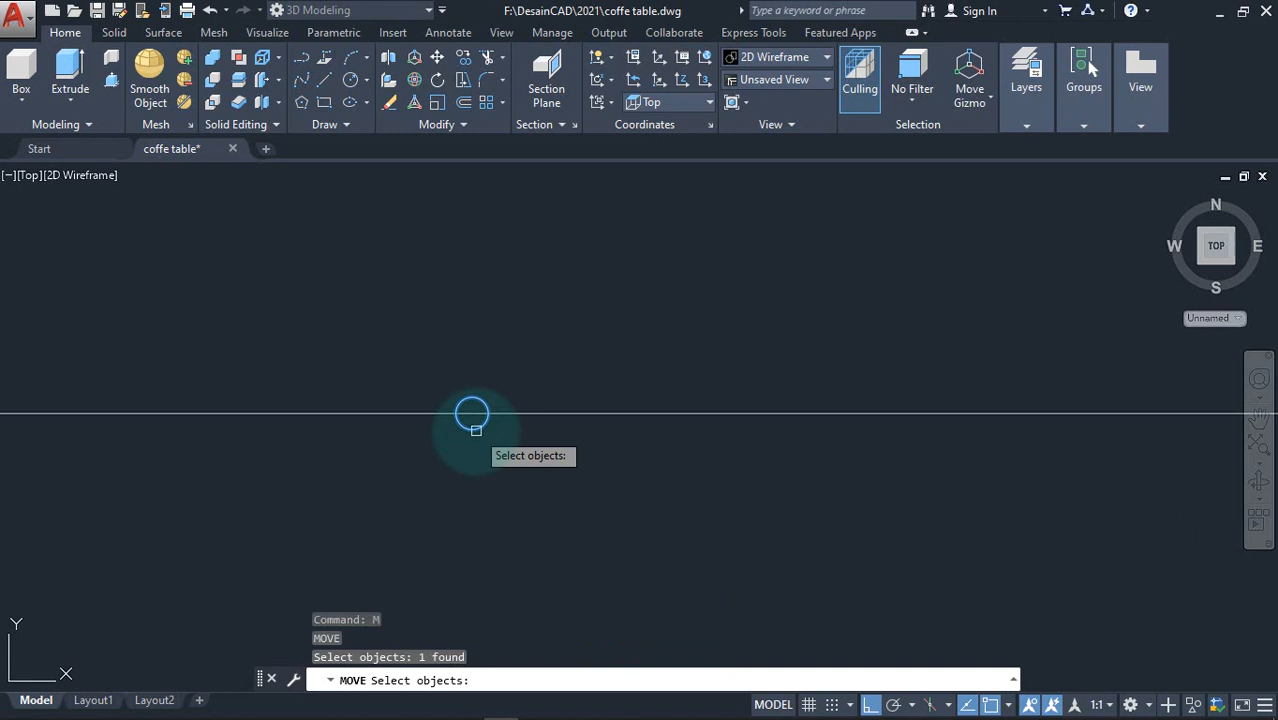 A 3D Modeling F:\DesainCAD\2021\coffe table.dwg Type a keyword or phrase Sign In ?
Home Solid Surface Mesh Visualize Parametric Insert Annotate View Manage Output Collaborate Express Tools Featured Apps
2D Wireframe
Unsaved View
Top
Box Extrude Smooth Object Section Plane Culling No Filter Move Gizmo Layers Groups View
Modeling Mesh Solid Editing Draw Modify Section Coordinates View Selection
Start coffe table*
[−][Top][2D Wireframe]
N
W TOP E
S
Unnamed
Select objects:
Command: M
MOVE
Select objects: 1 found
MOVE Select objects:
Y
X
Model Layout1 Layout2 +
MODEL 1:1